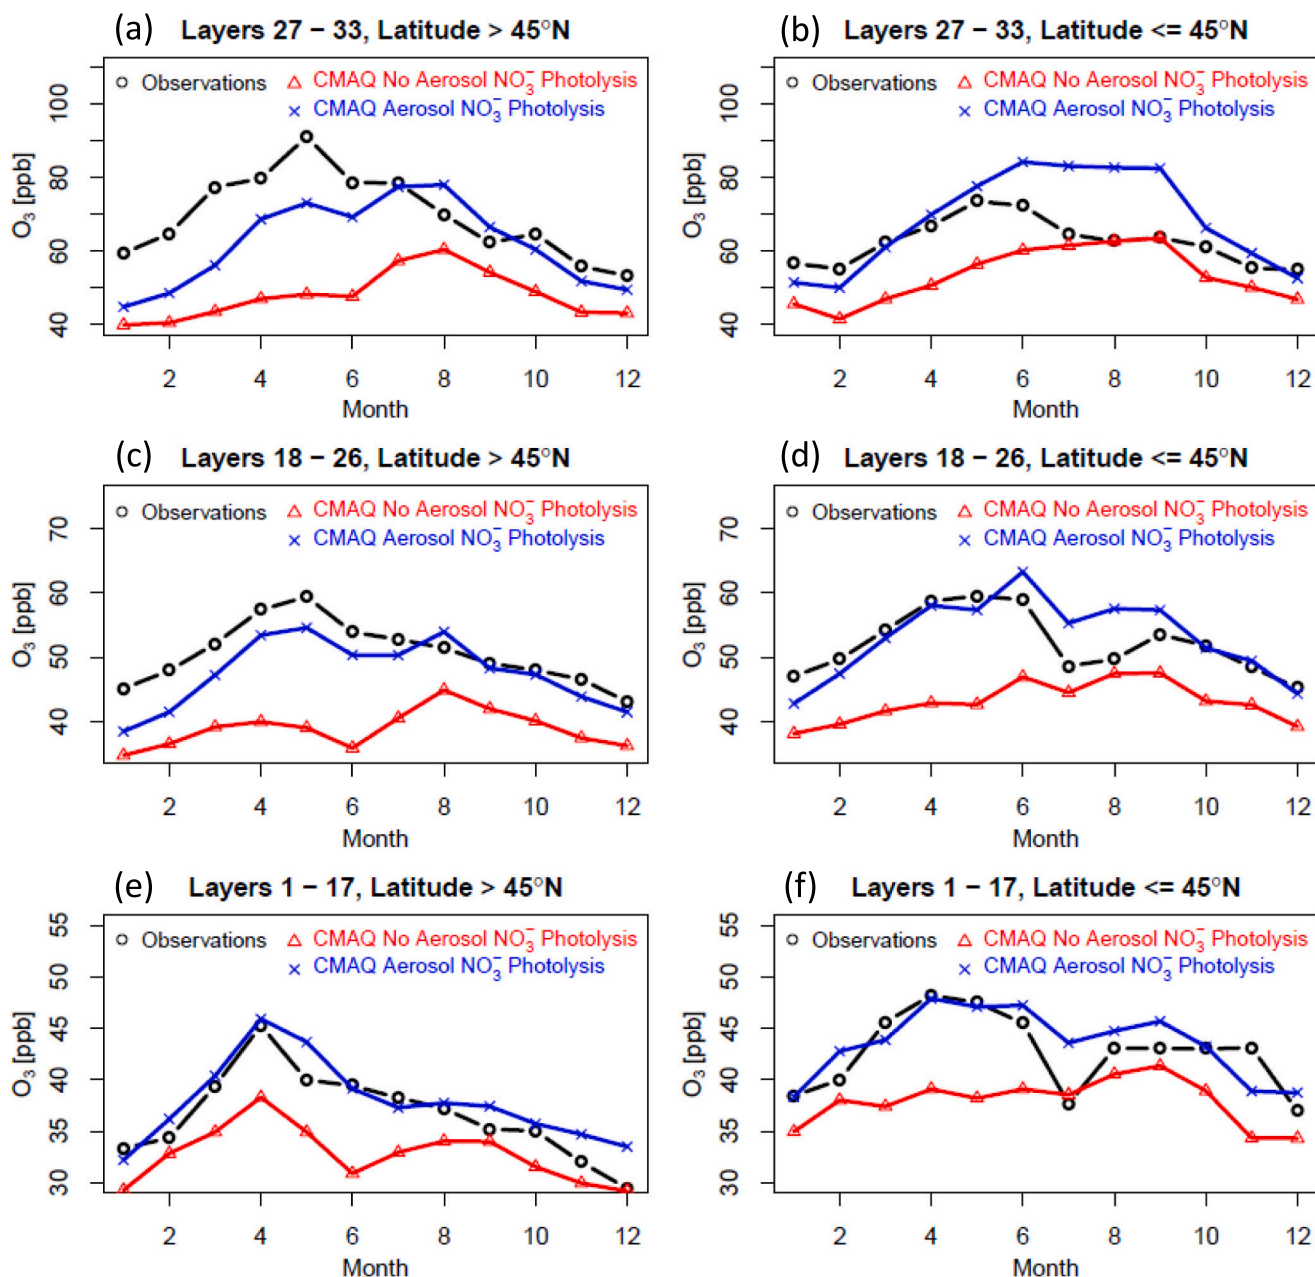 (a) Layers 27 − 33, Latitude > 45°N
Observations
CMAQ No Aerosol NO₃⁻ Photolysis
CMAQ Aerosol NO₃⁻ Photolysis
O₃ [ppb]
100
80
60
40
2 4 6 8 10 12
Month
(b) Layers 27 − 33, Latitude <= 45°N
Observations
CMAQ No Aerosol NO₃⁻ Photolysis
CMAQ Aerosol NO₃⁻ Photolysis
O₃ [ppb]
100
80
60
40
2 4 6 8 10 12
Month
(c) Layers 18 − 26, Latitude > 45°N
Observations
CMAQ No Aerosol NO₃⁻ Photolysis
CMAQ Aerosol NO₃⁻ Photolysis
O₃ [ppb]
70
60
50
40
2 4 6 8 10 12
Month
(d) Layers 18 − 26, Latitude <= 45°N
Observations
CMAQ No Aerosol NO₃⁻ Photolysis
CMAQ Aerosol NO₃⁻ Photolysis
O₃ [ppb]
70
60
50
40
2 4 6 8 10 12
Month
(e) Layers 1 − 17, Latitude > 45°N
Observations
CMAQ No Aerosol NO₃⁻ Photolysis
CMAQ Aerosol NO₃⁻ Photolysis
O₃ [ppb]
55
50
45
40
35
30
2 4 6 8 10 12
Month
(f) Layers 1 − 17, Latitude <= 45°N
Observations
CMAQ No Aerosol NO₃⁻ Photolysis
CMAQ Aerosol NO₃⁻ Photolysis
O₃ [ppb]
55
50
45
40
35
30
2 4 6 8 10 12
Month